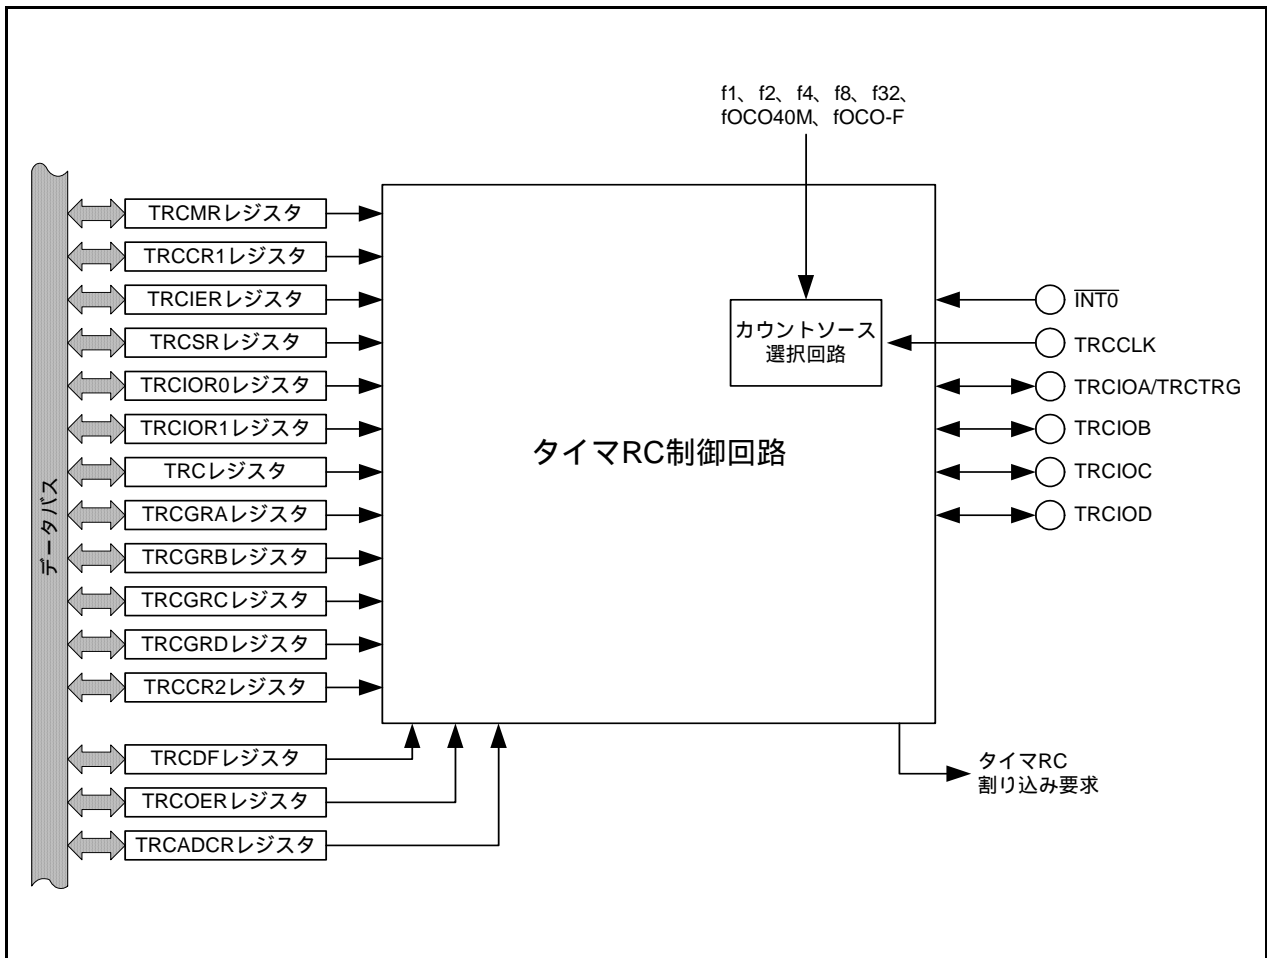 f1、f2、f4、f8、f32、
fOCO40M、fOCO-F
データバス
TRCMRレジスタ
TRCCR1レジスタ
TRCIERレジスタ
TRCSRレジスタ
TRCIOR0レジスタ
TRCIOR1レジスタ
TRCレジスタ
TRCGRAレジスタ
TRCGRBレジスタ
TRCGRCレジスタ
TRCGRDレジスタ
TRCCR2レジスタ
TRCDFレジスタ
TRCOERレジスタ
TRCADCRレジスタ
カウントソース
選択回路
タイマRC制御回路
INT0
TRCCLK
TRCIOA/TRCTRG
TRCIOB
TRCIOC
TRCIOD
タイマRC
割り込み要求